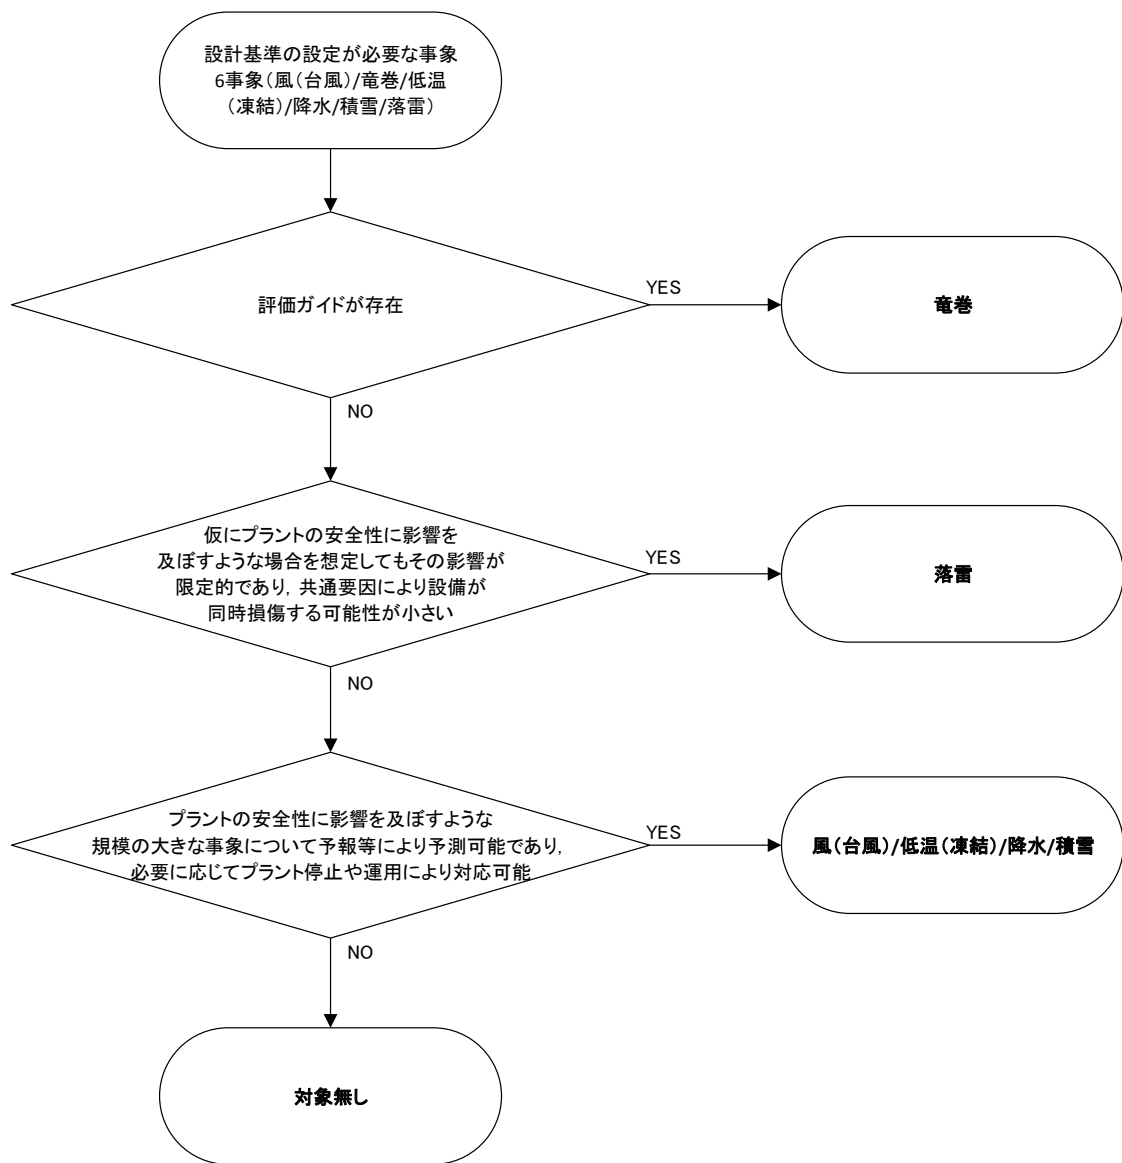 設計基準の設定が必要な事象
6事象(風(台風)/竜巻/低温
(凍結)/降水/積雪/落雷)
評価ガイドが存在
YES
竜巻
NO
仮にプラントの安全性に影響を
及ぼすような場合を想定してもその影響が
限定的であり，共通要因により設備が
同時損傷する可能性が小さい
YES
落雷
NO
プラントの安全性に影響を及ぼすような
規模の大きな事象について予報等により予測可能であり，
必要に応じてプラント停止や運用により対応可能
YES
風(台風)/低温(凍結)/降水/積雪
NO
対象無し